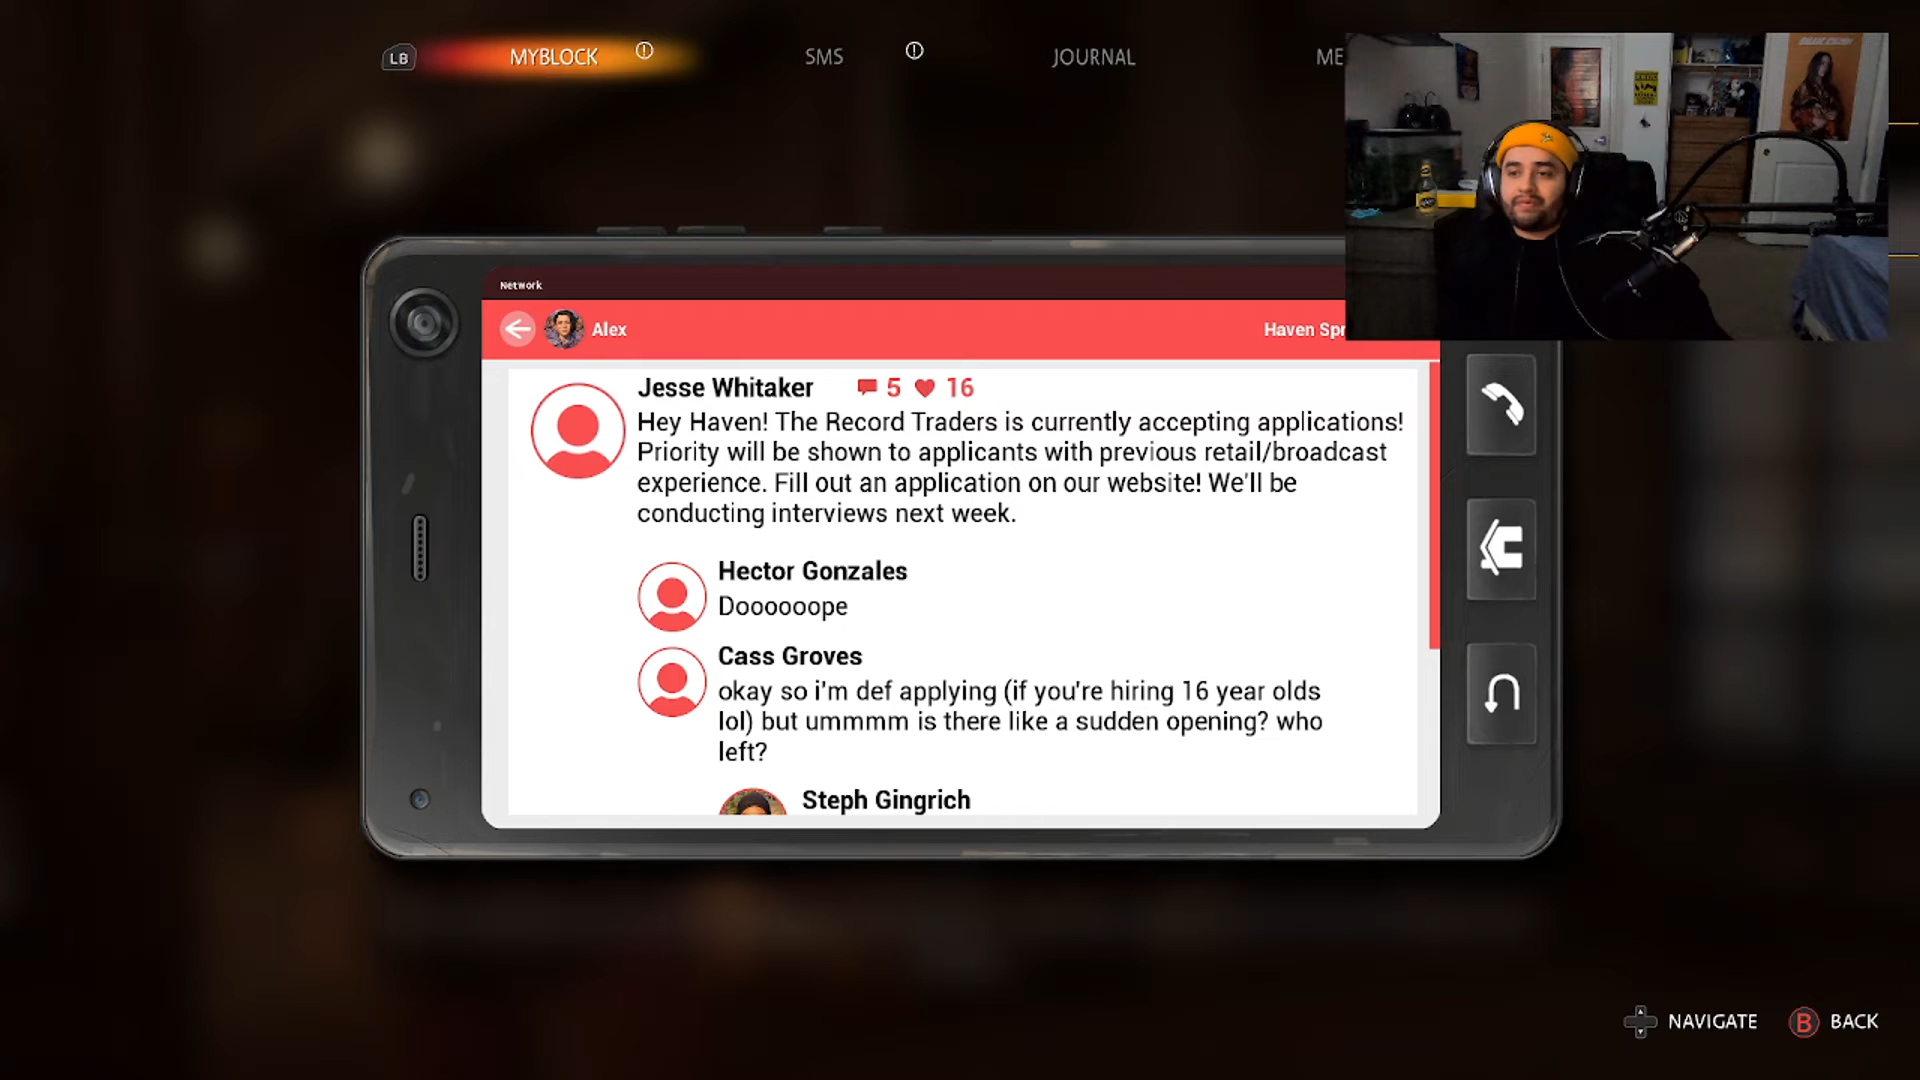 LB MYBLOCK SMS JOURNAL ME
Network
Alex Haven Spr
Jesse Whitaker 5 16
Hey Haven! The Record Traders is currently accepting applications!
Priority will be shown to applicants with previous retail/broadcast
experience. Fill out an application on our website! We'll be
conducting interviews next week.
Hector Gonzales
Doooooope
Cass Groves
okay so i'm def applying (if you're hiring 16 year olds
lol) but ummmm is there like a sudden opening? who
left?
Steph Gingrich
NAVIGATE B BACK